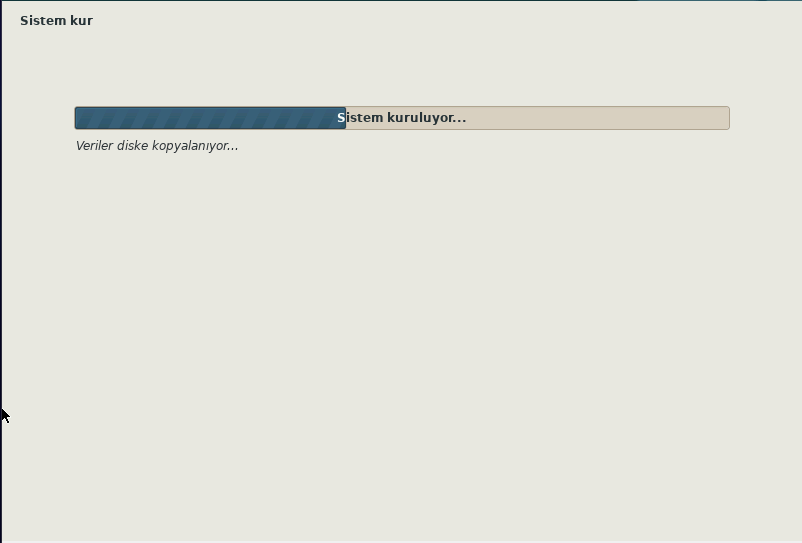 Sistem kur
Sistem kuruluyor...
Veriler diske kopyalanıyor...